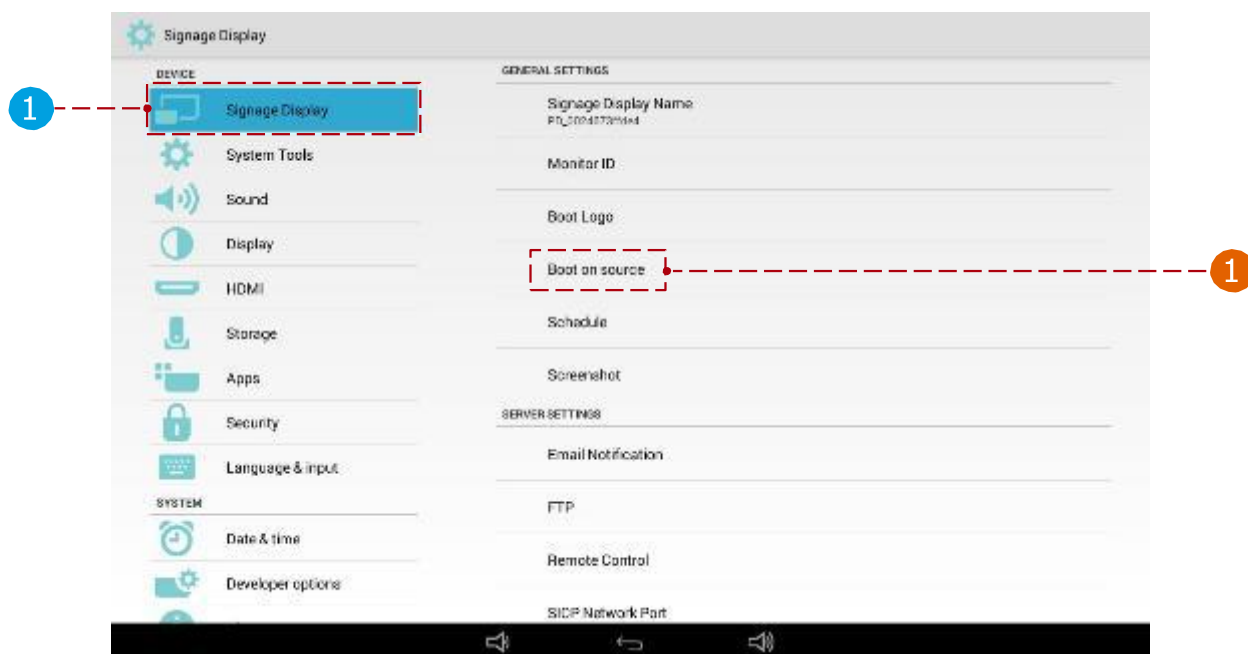 Signage Display
DEVICE
1
Signage Display
System Tools
Sound
Display
HDMI
Storage
Apps
Security
Language & input
SYSTEM
Date & time
Developer options
GENERAL SETTINGS
Signage Display Name
Monitor ID
Boot Logo
Boot on source
1
Schedule
Screenshot
SERVER SETTINGS
Email Notification
FTP
Remote Control
SICP Network Port